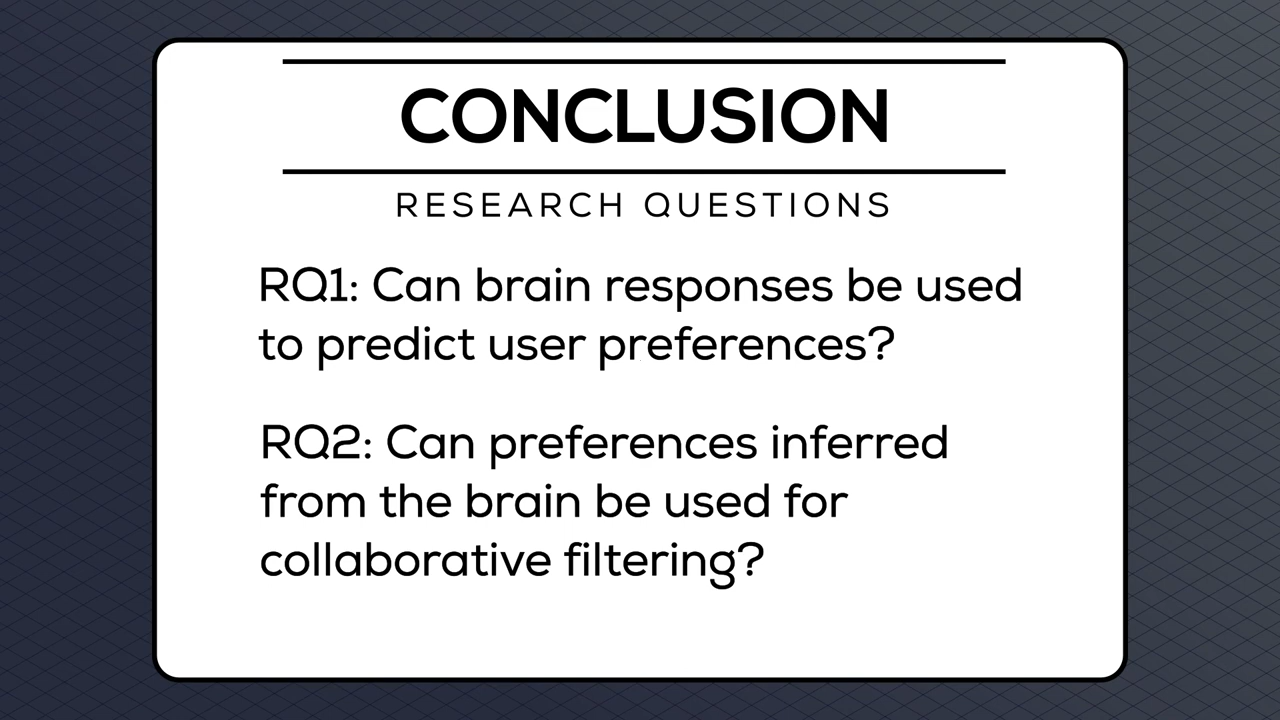 CONCLUSION
RESEARCH QUESTIONS
RQ1: Can brain responses be used
to predict user preferences?
RQ2: Can preferences inferred
from the brain be used for
collaborative filtering?